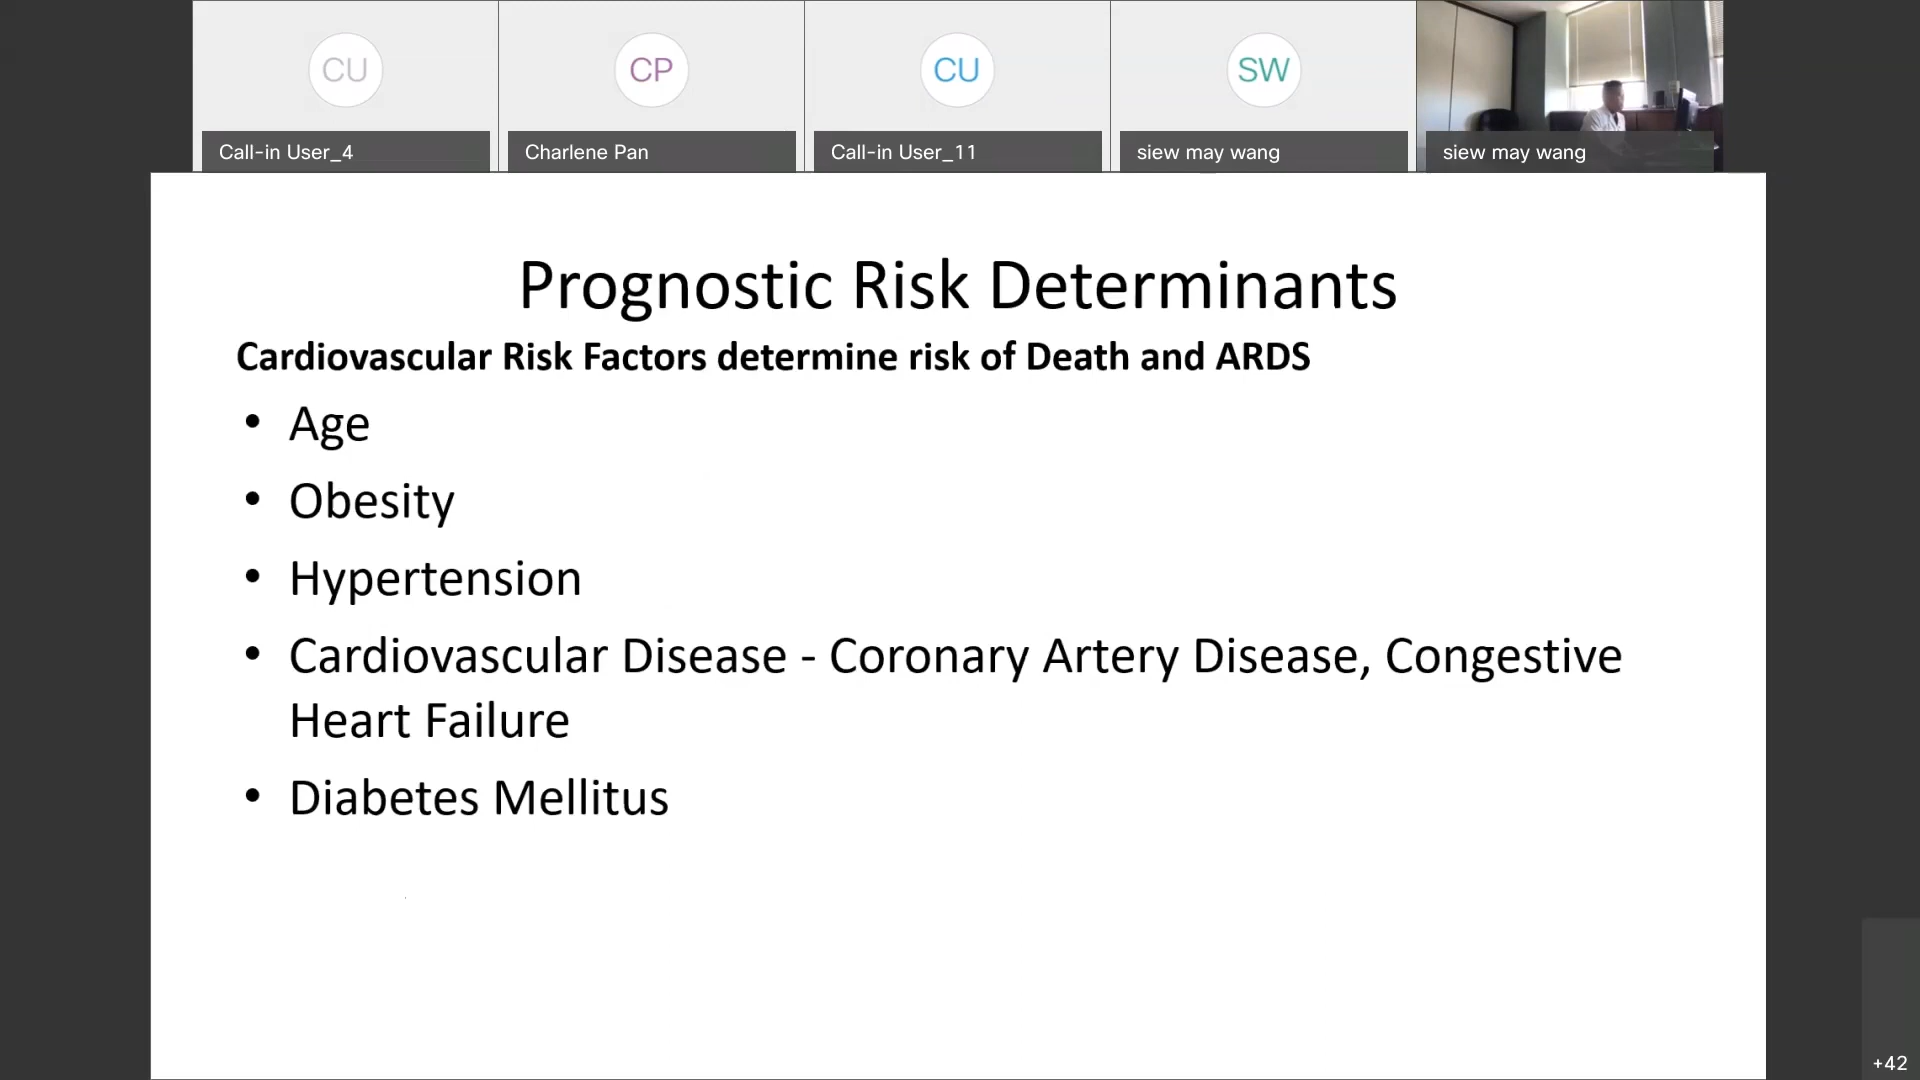 CU
CP
CU
SW
Call-in User_4
Charlene Pan
Call-in User_11
siew may wang
siew may wang
Prognostic Risk Determinants
Cardiovascular Risk Factors determine risk of Death and ARDS
• Age
• Obesity
• Hypertension
• Cardiovascular Disease - Coronary Artery Disease, Congestive
Heart Failure
• Diabetes Mellitus
+42